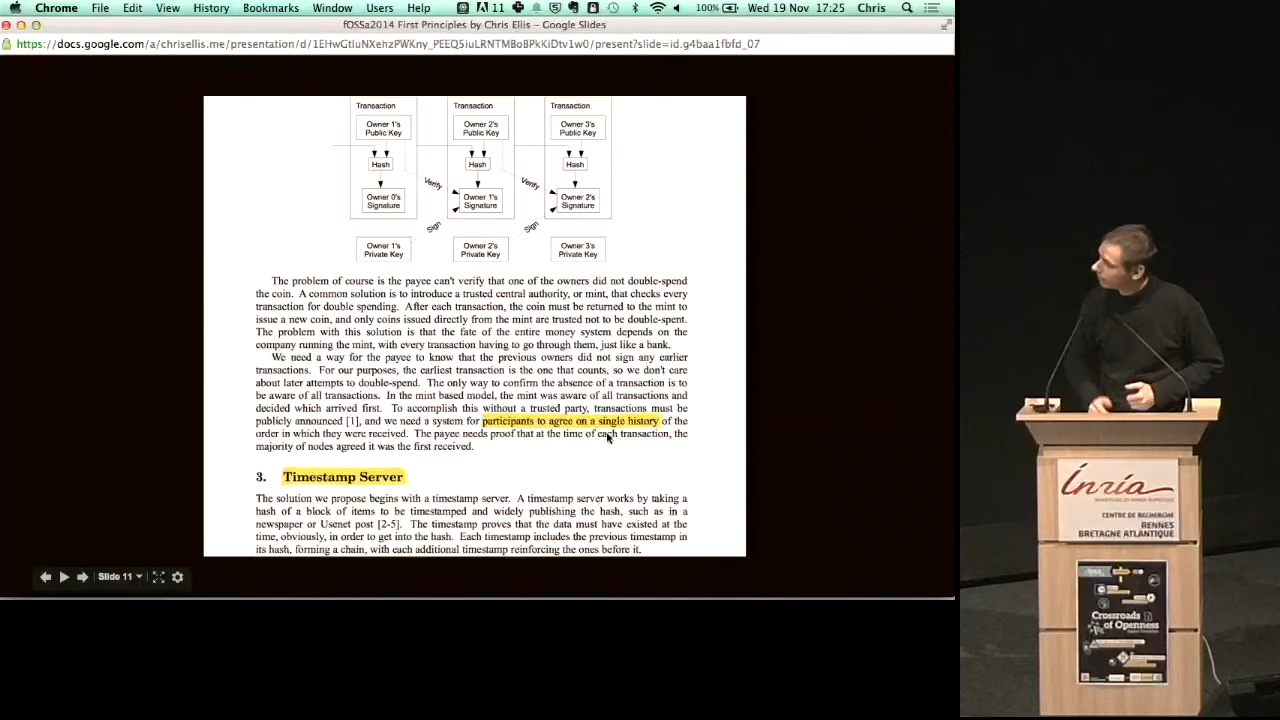 Chrome File Edit View History Bookmarks Window Users Help 11 100% Wed 19 Nov 17:25 Chris
fOSSa2014 First Principles by Chris Ellis – Google Slides
https://docs.google.com/a/chrisellis.me/presentation/d/1EHwGtluNXehzPWKny_PEEQ5iuLRNTMBoBPkKiDtv1w0/present?slide=id.g4baa1fbfd_07
Transaction Transaction Transaction
Owner 1's Public Key Owner 2's Public Key Owner 3's Public Key
Hash Hash Hash
Verify Verify
Owner 0's Signature Owner 1's Signature Owner 2's Signature
Sign Sign
Owner 1's Private Key Owner 2's Private Key Owner 3's Private Key
The problem of course is the payee can't verify that one of the owners did not double-spend
the coin. A common solution is to introduce a trusted central authority, or mint, that checks every
transaction for double spending. After each transaction, the coin must be returned to the mint to
issue a new coin, and only coins issued directly from the mint are trusted not to be double-spent.
The problem with this solution is that the fate of the entire money system depends on the
company running the mint, with every transaction having to go through them, just like a bank.
We need a way for the payee to know that the previous owners did not sign any earlier
transactions. For our purposes, the earliest transaction is the one that counts, so we don't care
about later attempts to double-spend. The only way to confirm the absence of a transaction is to
be aware of all transactions. In the mint based model, the mint was aware of all transactions and
decided which arrived first. To accomplish this without a trusted party, transactions must be
publicly announced [1], and we need a system for participants to agree on a single history of the
order in which they were received. The payee needs proof that at the time of each transaction, the
majority of nodes agreed it was the first received.
3. Timestamp Server
The solution we propose begins with a timestamp server. A timestamp server works by taking a
hash of a block of items to be timestamped and widely publishing the hash, such as in a
newspaper or Usenet post [2-5]. The timestamp proves that the data must have existed at the
time, obviously, in order to get into the hash. Each timestamp includes the previous timestamp in
its hash, forming a chain, with each additional timestamp reinforcing the ones before it.
Slide 11
Inria
CENTRE DE RECHERCHE
RENNES
BRETAGNE ATLANTIQUE
Crossroads
of Openness